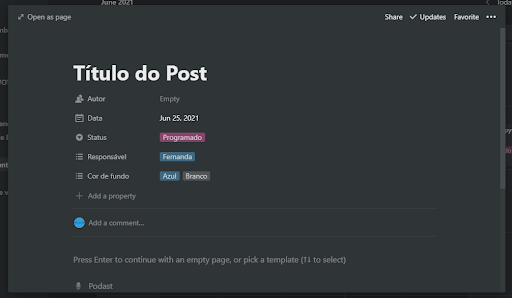 June 2021
Open as page
Share Updates Favorite
Título do Post
Autor Empty
Data Jun 25, 2021
Status Programado
Responsável Fernanda
Cor de fundo Azul Branco
Add a property
Add a comment...
Press Enter to continue with an empty page, or pick a template (↑↓ to select)
Podast